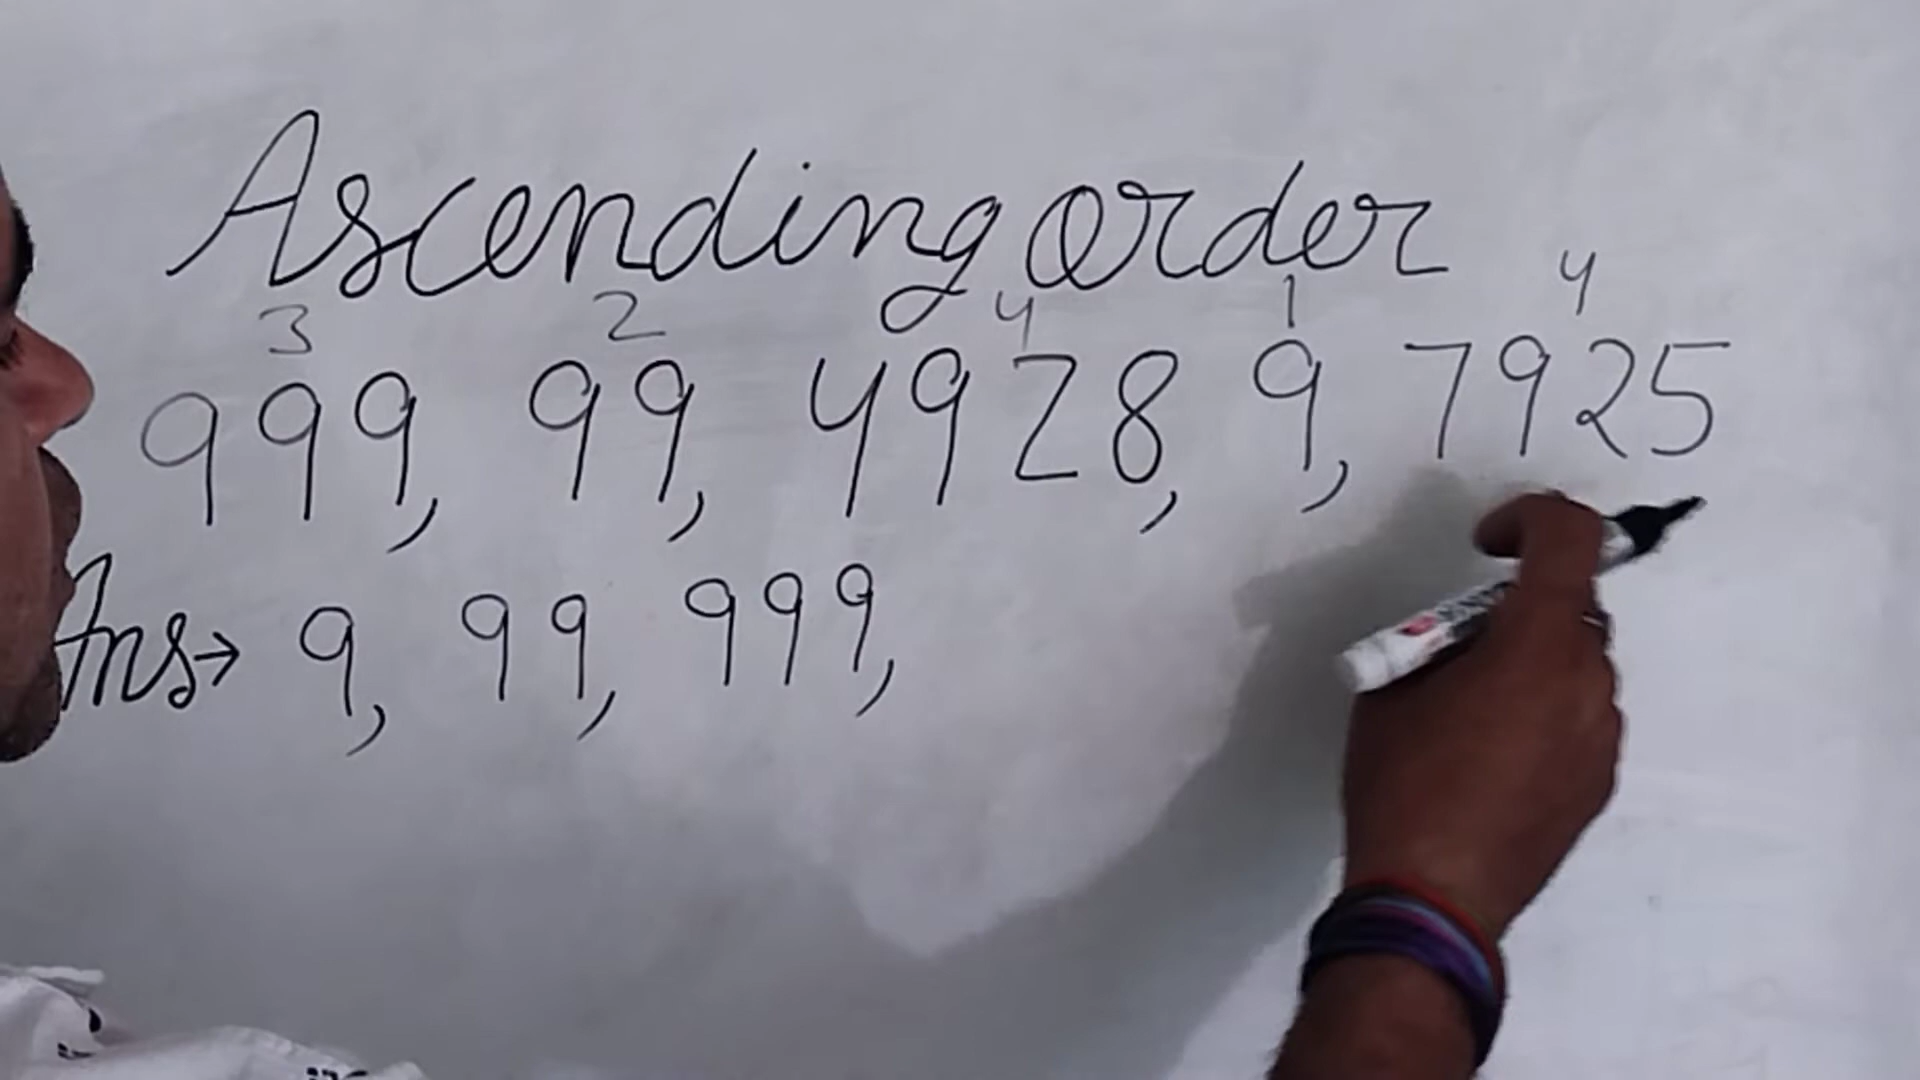 Ascending order
3 2 4 1 4
999, 99, 4928, 9, 7925
Ans→ 9, 99, 999,